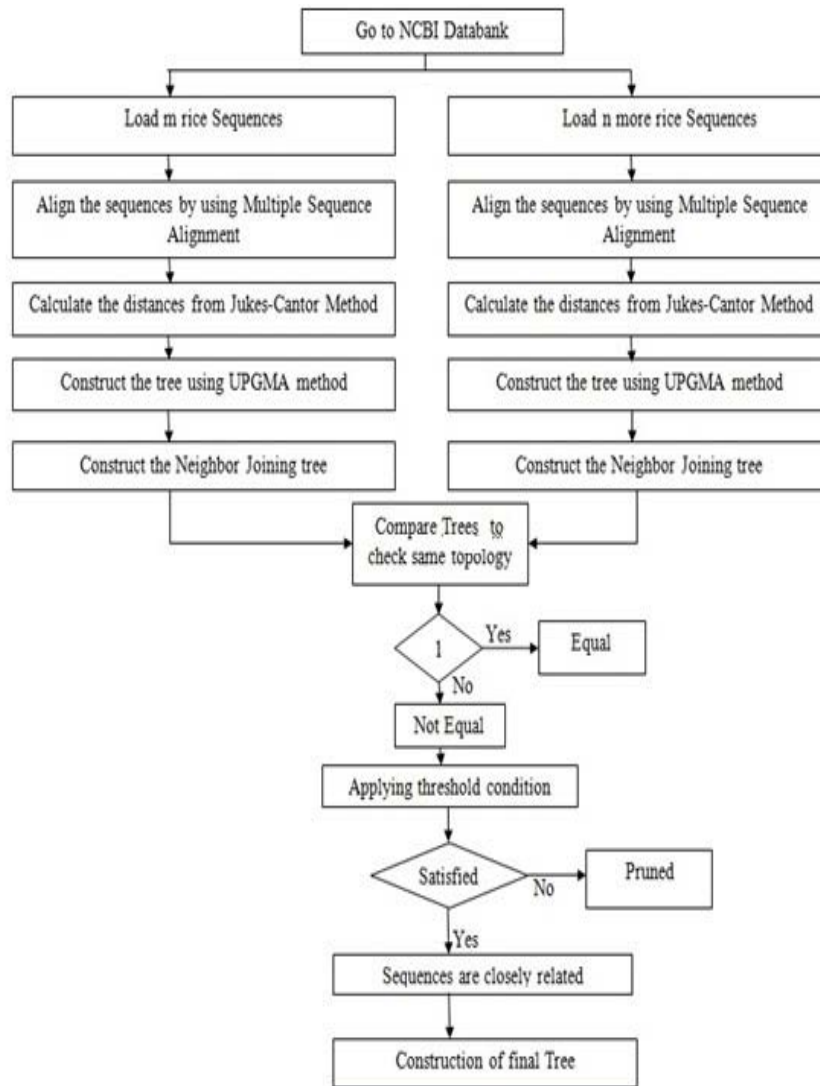 Go to NCBI Databank
Load m rice Sequences
Align the sequences by using Multiple Sequence
Alignment
Calculate the distances from Jukes-Cantor Method
Construct the tree using UPGMA method
Construct the Neighbor Joining tree
Load n more rice Sequences
Align the sequences by using Multiple Sequence
Alignment
Calculate the distances from Jukes-Cantor Method
Construct the tree using UPGMA method
Construct the Neighbor Joining tree
Compare Trees to
check same topology
1
Yes
Equal
No
Not Equal
Applying threshold condition
Satisfied
No
Pruned
Yes
Sequences are closely related
Construction of final Tree